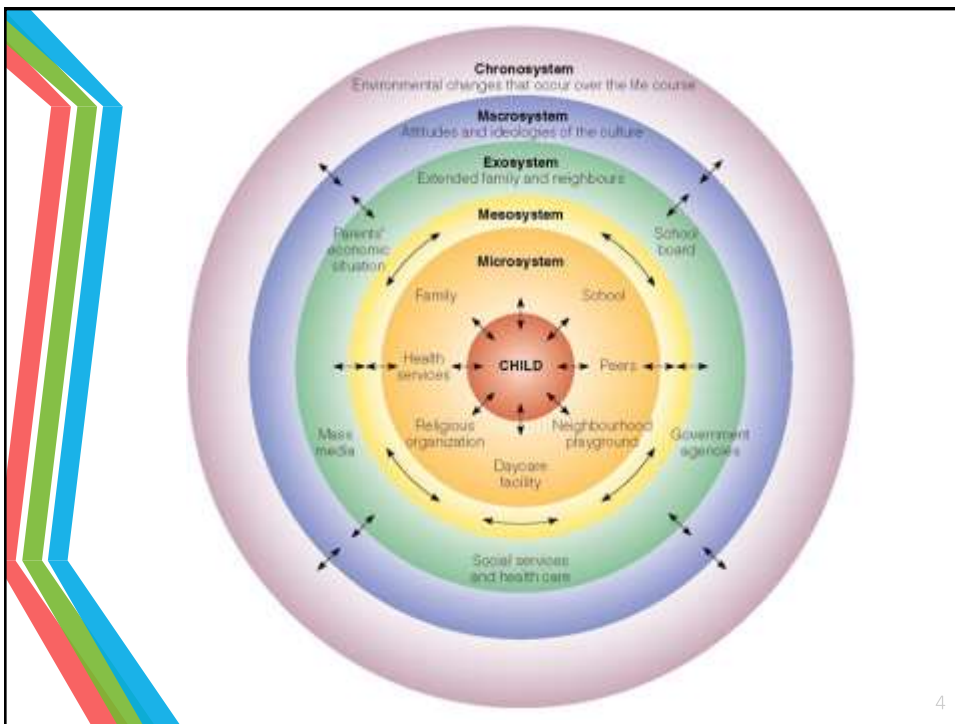 Chronosystem
Environmental changes that occur over the life course
Macrosystem
Attitudes and ideologies of the culture
Exosystem
Extended family and neighbours
Mesosystem
Parents'
economic
situation
School
board
Microsystem
Family
School
Health
services
CHILD
Peers
Religious
organization
Neighbourhood
playground
Mass
media
Government
agencies
Daycare
facility
Social services
and health care
4